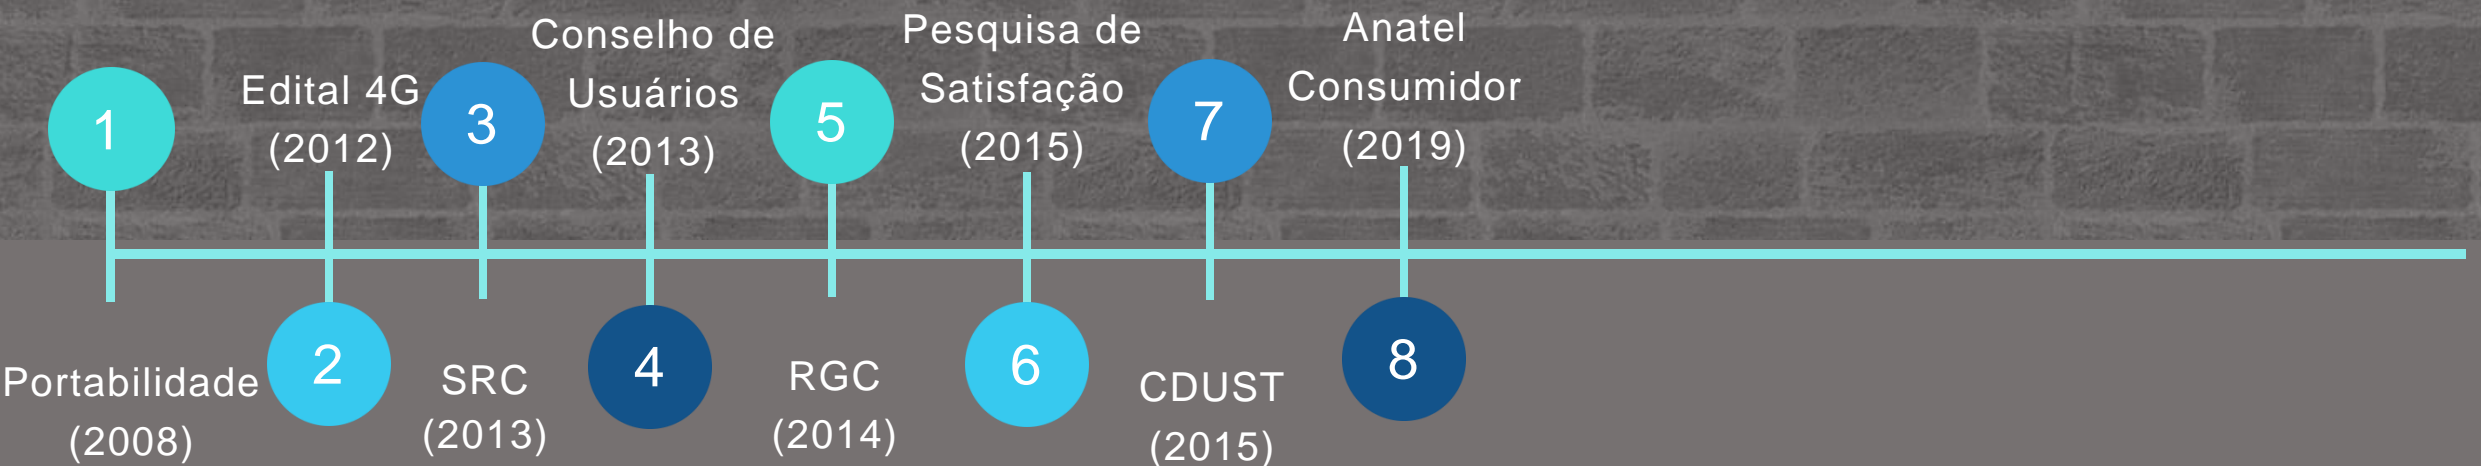 1
Portabilidade
(2008)
Edital 4G
(2012)
2
3
SRC
(2013)
Conselho de
Usuários
(2013)
4
5
RGC
(2014)
Pesquisa de
Satisfação
(2015)
6
7
CDUST
(2015)
Anatel
Consumidor
(2019)
8